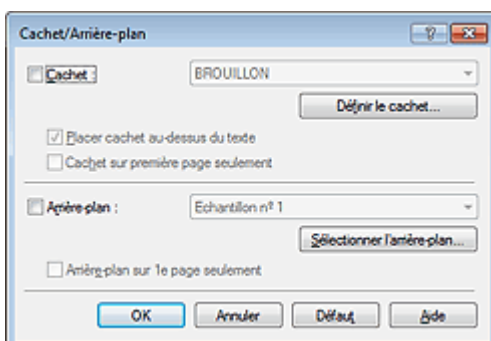 Cachet/Arrière-plan
Cachet : BROUILLON
Définir le cachet...
Placer cachet au-dessus du texte
Cachet sur première page seulement
Arrière-plan : Echantillon nº 1
Sélectionner l'arrière-plan...
Arrière-plan sur 1e page seulement
OK Annuler Défaut Aide